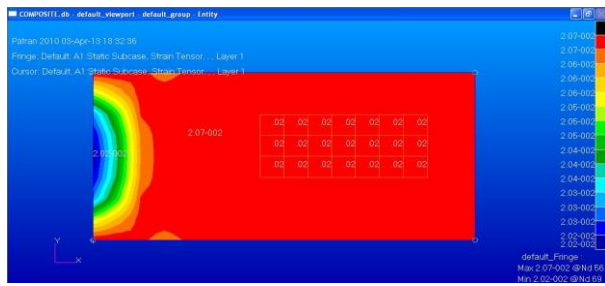 COMPOSITE.db - default_viewport - default_group - Entity
Patran 2010 03-Apr-13 18:32:36
Fringe: Default, A1:Static Subcase, Strain Tensor, , , Layer 1
Cursor: Default, A1:Static Subcase, Strain Tensor, , , Layer 1
2.07-002
2.07-002
2.06-002
2.06-002
2.06-002
2.05-002
2.05-002
2.05-002
2.04-002
2.04-002
2.04-002
2.03-002
2.03-002
2.03-002
2.02-002
2.02-002
.02 .02 .02 .02 .02 .02 .02
.02 .02 .02 .02 .02 .02 .02
.02 .02 .02 .02 .02 .02 .02
2.07-002
2.02-002
Y
X
default_Fringe :
Max 2.07-002 @Nd 56
Min 2.02-002 @Nd 69